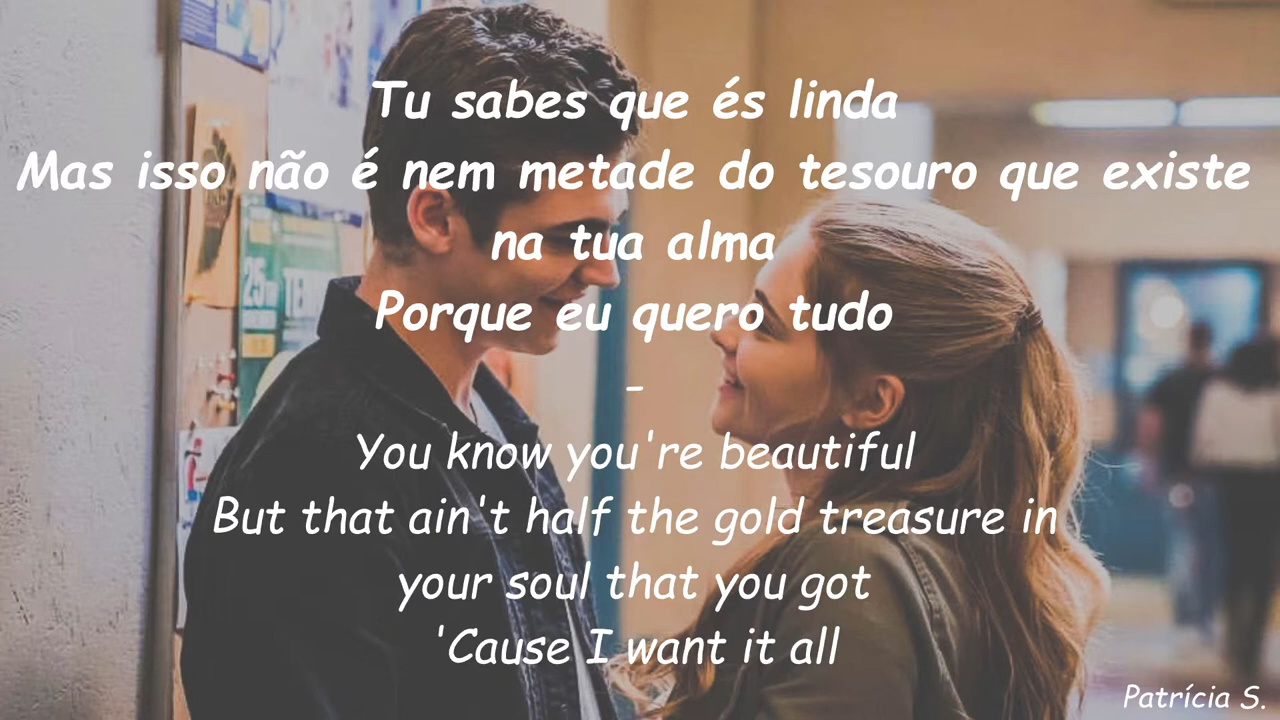 Tu sabes que és linda
Mas isso não é nem metade do tesouro que existe
na tua alma
Porque eu quero tudo
-
You know you're beautiful
But that ain't half the gold treasure in
your soul that you got
'Cause I want it all
25
Patrícia S.